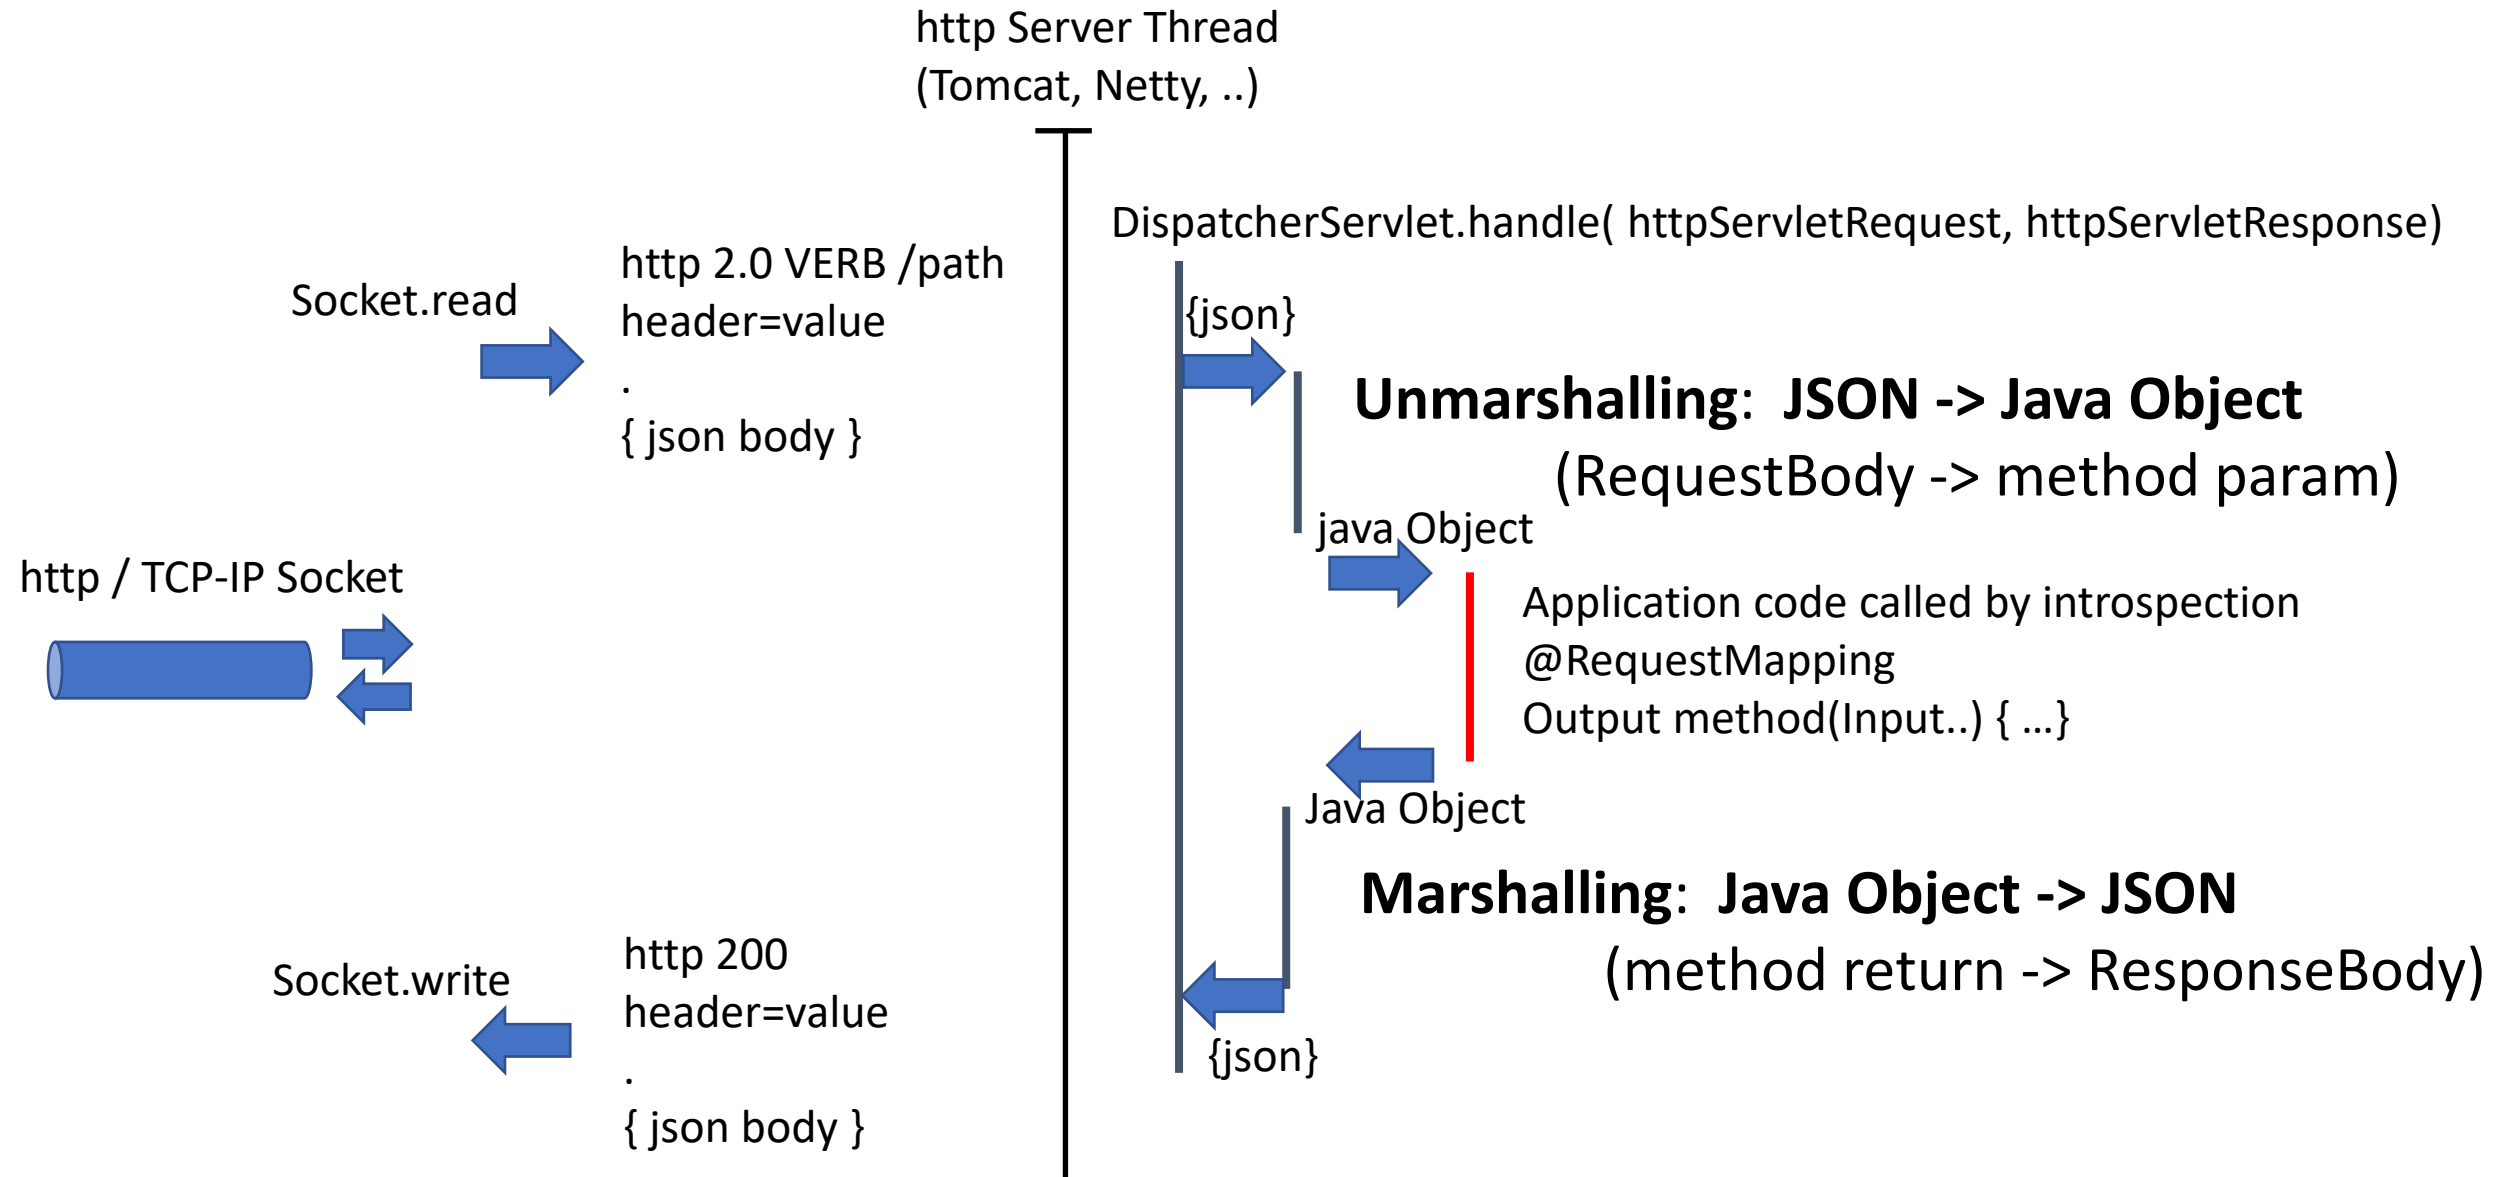 http Server Thread
(Tomcat, Netty, ..)
DispatcherServlet.handle( httpServletRequest, httpServletResponse)
Socket.read
http 2.0 VERB /path
header=value
.
{ json body }
{json}
Unmarshalling:  JSON -> Java Object
(RequestBody -> method param)
java Object
http / TCP-IP Socket
Application code called by introspection
@RequestMapping
Output method(Input..) { …}
Java Object
Marshalling:  Java Object -> JSON
(method return -> ResponseBody)
Socket.write
http 200
header=value
.
{ json body }
{json}